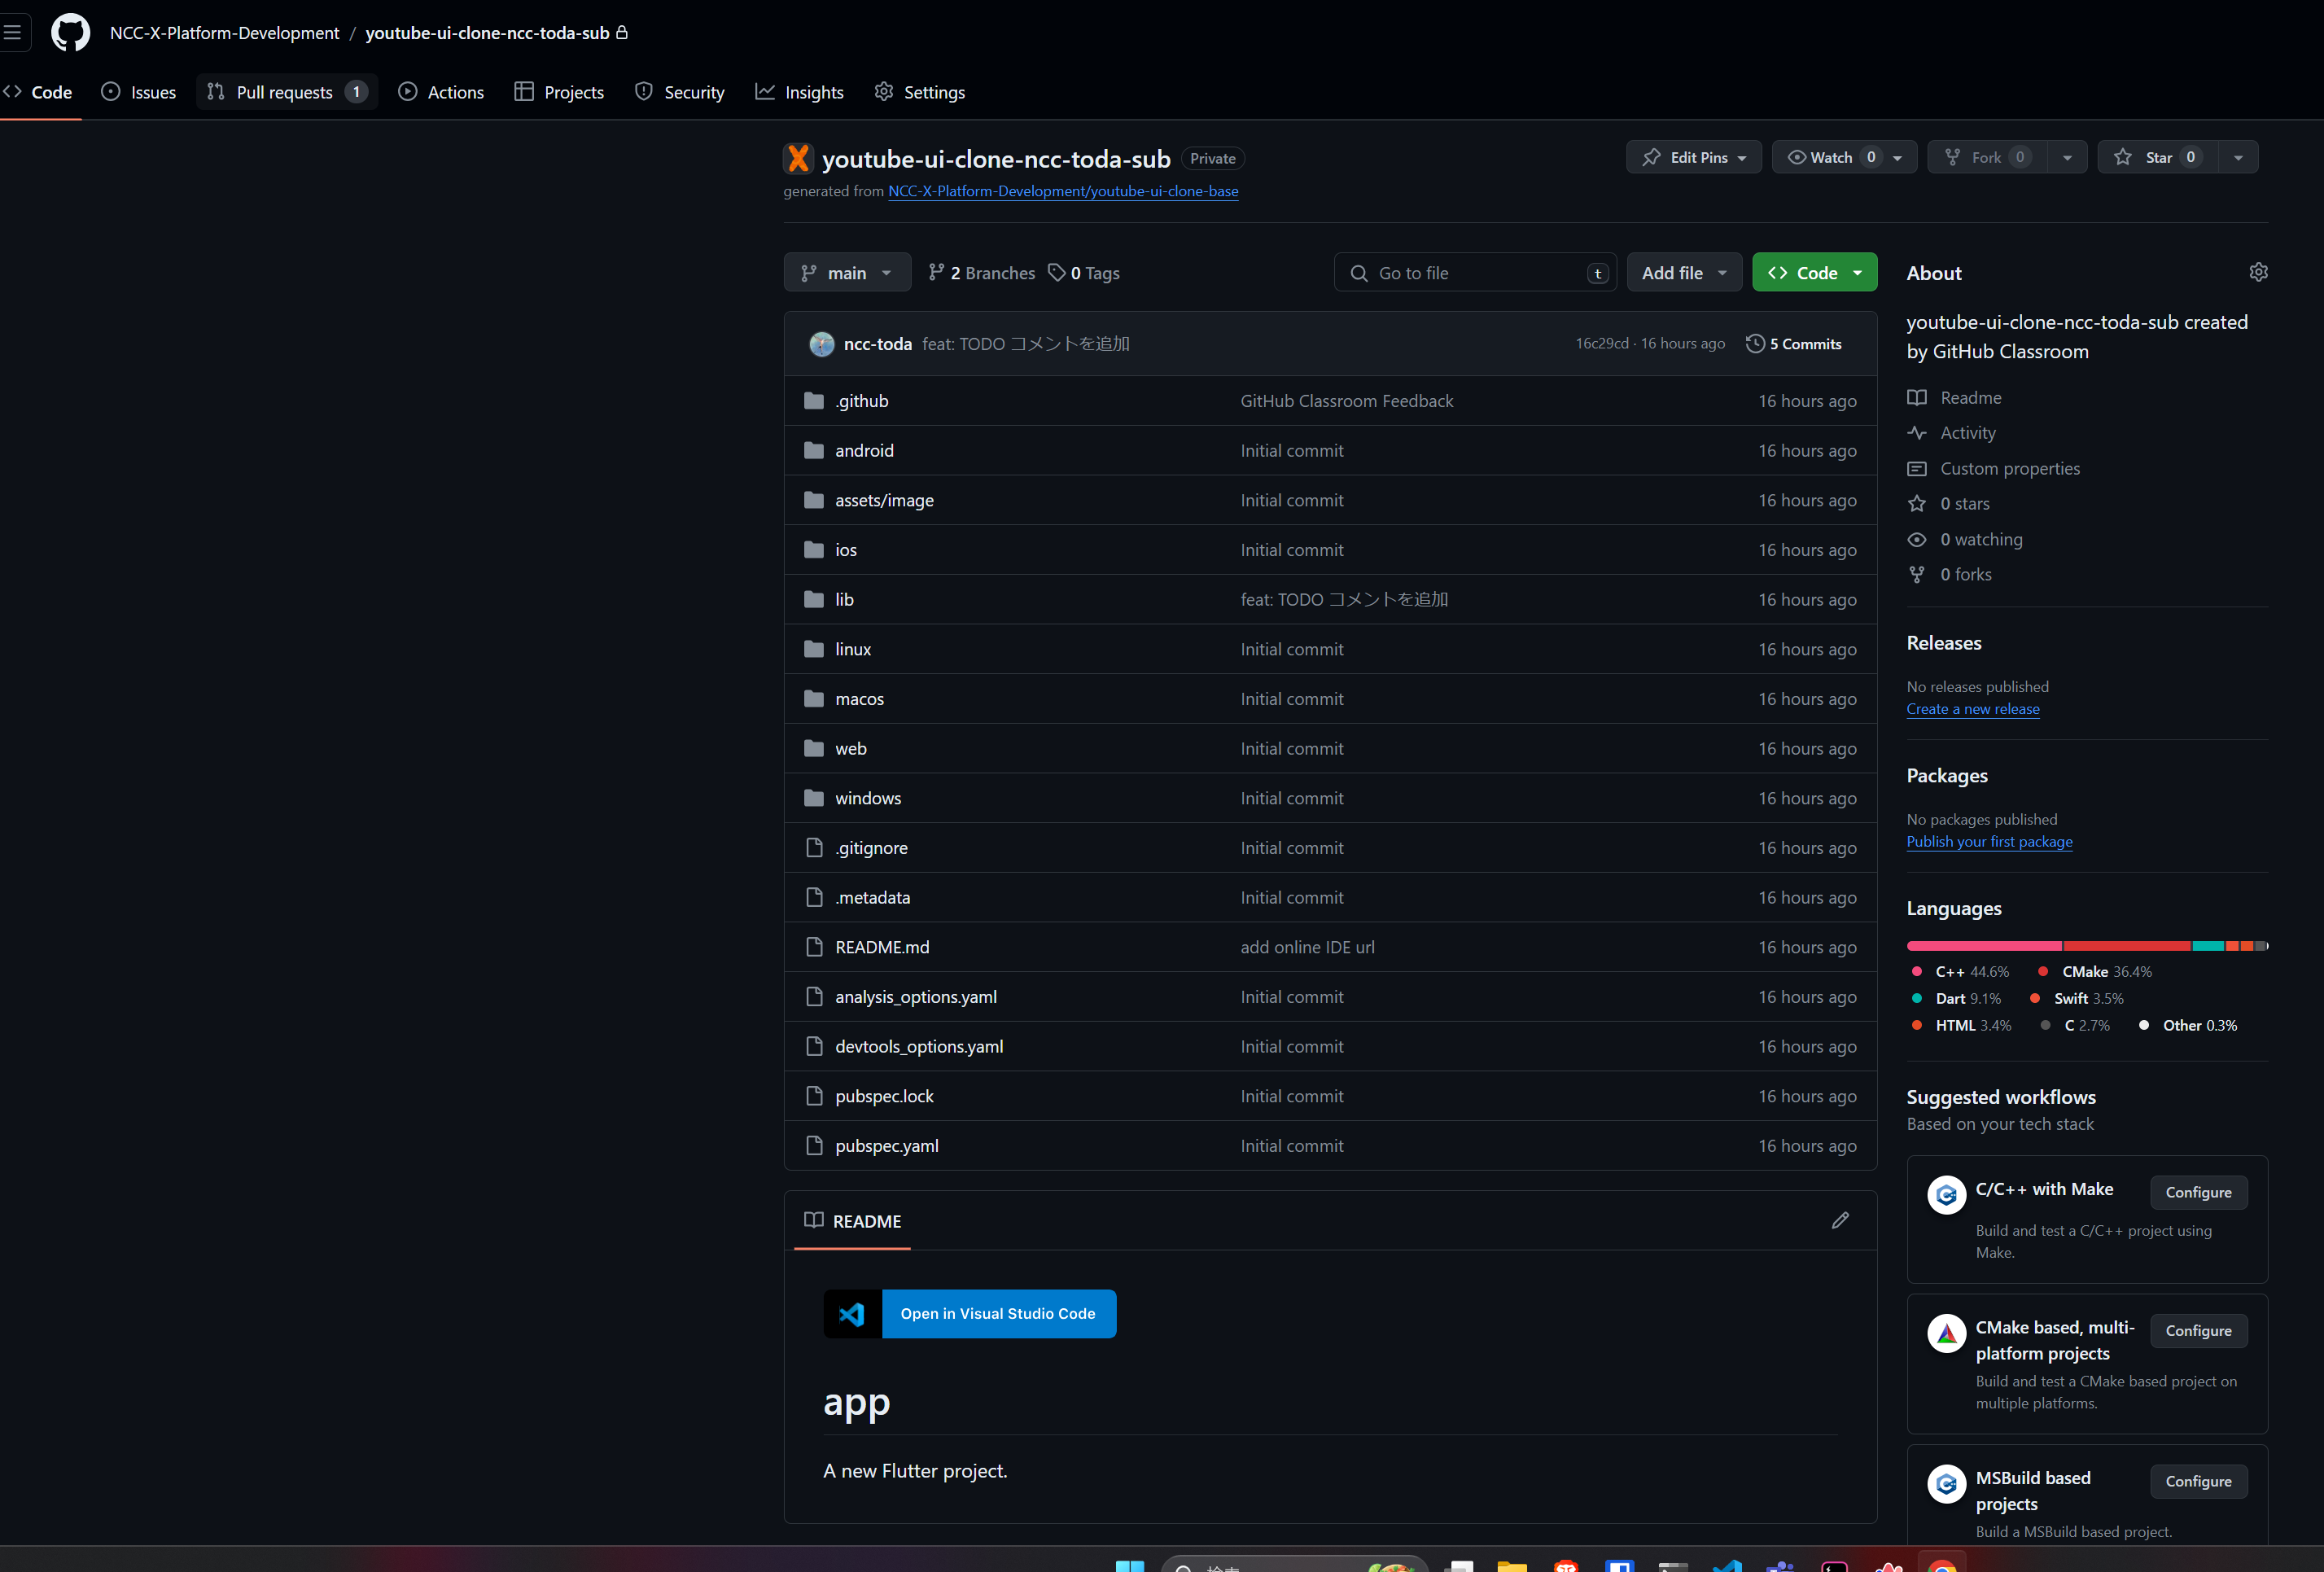 NCC-X-Platform-Development / youtube-ui-clone-ncc-toda-sub
Code Issues Pull requests 1 Actions Projects Security Insights Settings
youtube-ui-clone-ncc-toda-sub Private
Edit Pins Watch 0 Fork 0 Star 0
generated from NCC-X-Platform-Development/youtube-ui-clone-base
main 2 Branches 0 Tags
Go to file t Add file Code
ncc-toda feat: TODO コメントを追加 16c29cd · 16 hours ago 5 Commits
.github GitHub Classroom Feedback 16 hours ago
android Initial commit 16 hours ago
assets/image Initial commit 16 hours ago
ios Initial commit 16 hours ago
lib feat: TODO コメントを追加 16 hours ago
linux Initial commit 16 hours ago
macos Initial commit 16 hours ago
web Initial commit 16 hours ago
windows Initial commit 16 hours ago
.gitignore Initial commit 16 hours ago
.metadata Initial commit 16 hours ago
README.md add online IDE url 16 hours ago
analysis_options.yaml Initial commit 16 hours ago
devtools_options.yaml Initial commit 16 hours ago
pubspec.lock Initial commit 16 hours ago
pubspec.yaml Initial commit 16 hours ago
README
Open in Visual Studio Code
app
A new Flutter project.
About
youtube-ui-clone-ncc-toda-sub created
by GitHub Classroom
Readme
Activity
Custom properties
0 stars
0 watching
0 forks
Releases
No releases published
Create a new release
Packages
No packages published
Publish your first package
Languages
C++ 44.6% CMake 36.4%
Dart 9.1% Swift 3.5%
HTML 3.4% C 2.7% Other 0.3%
Suggested workflows
Based on your tech stack
C/C++ with Make Configure
Build and test a C/C++ project using
Make.
CMake based, multi-
platform projects Configure
Build and test a CMake based project on
multiple platforms.
MSBuild based
projects Configure
Build a MSBuild based project.